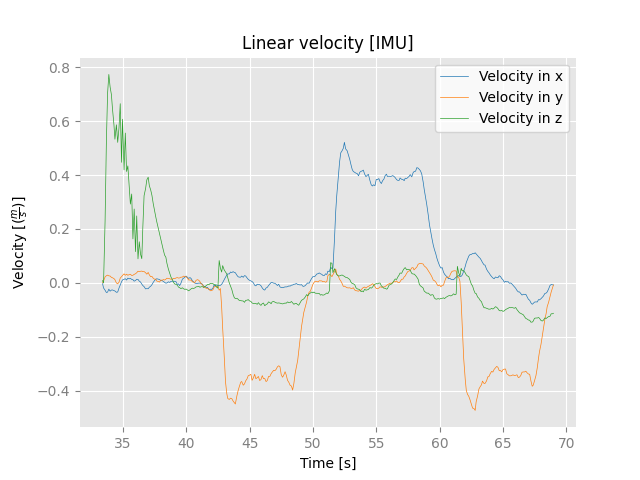 Linear velocity [IMU]
Velocity in x
Velocity in y
Velocity in z
0.8
0.6
0.4
0.2
0.0
−0.2
−0.4
Velocity [(m/s)]
35 40 45 50 55 60 65 70
Time [s]